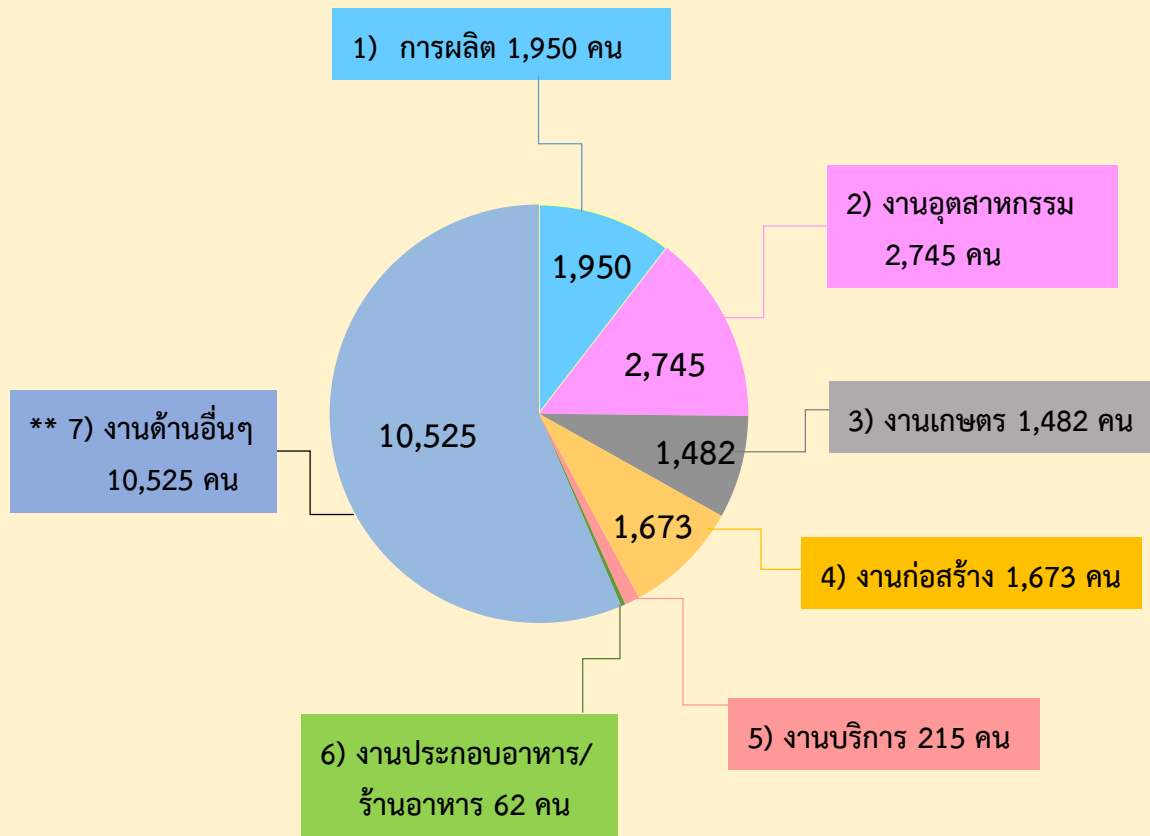 1) การผลิต 1,950 คน
2) งานอุตสาหกรรม
2,745 คน
1,950
2,745
3) งานเกษตร 1,482 คน
** 7) งานด้านอื่นๆ
10,525 คน
10,525
1,482
1,673
4) งานก่อสร้าง 1,673 คน
5) งานบริการ 215 คน
6) งานประกอบอาหาร/
ร้านอาหาร 62 คน